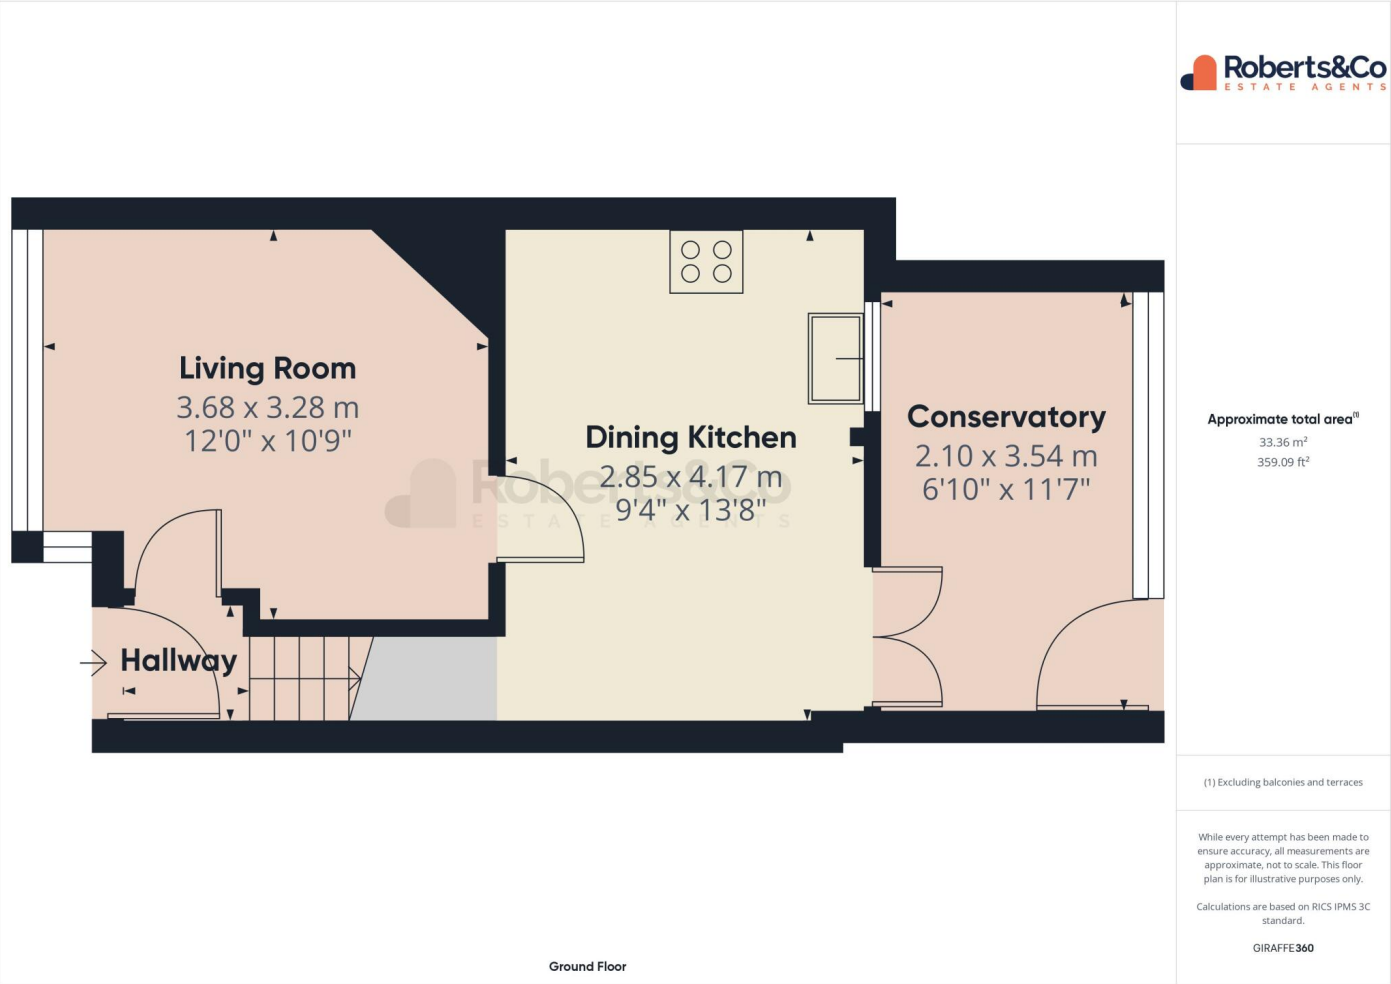 Roberts&Co
ESTATE AGENTS
Living Room
3.68 x 3.28 m
12'0" x 10'9"
Dining Kitchen
2.85 x 4.17 m
9'4" x 13'8"
Conservatory
2.10 x 3.54 m
6'10" x 11'7"
Roberts&Co
ESTATE AGENTS
Hallway
Approximate total area⁽¹⁾
33.36 m²
359.09 ft²
(1) Excluding balconies and terraces
While every attempt has been made to
ensure accuracy, all measurements are
approximate, not to scale. This floor
plan is for illustrative purposes only.
Calculations are based on RICS IPMS 3C
standard.
GIRAFFE360
Ground Floor